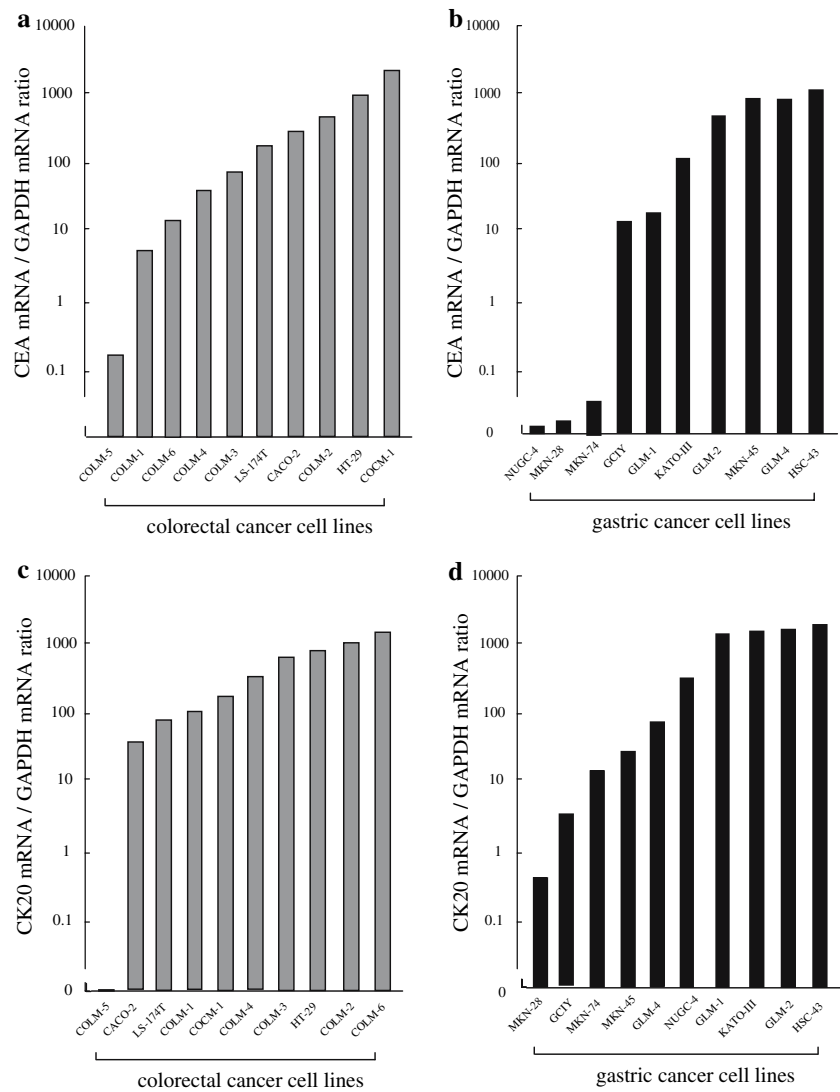 a
CEA mRNA / GAPDH mRNA ratio
10000
1000
100
10
1
0.1
COLM-5
COLM-1
COLM-6
COLM-4
COLM-3
LS-174T
CACO-2
COLM-2
HT-29
COCM-1
colorectal cancer cell lines
b
CEA mRNA / GAPDH mRNA ratio
10000
1000
100
10
1
0.1
0
NUGC-4
MKN-28
MKN-74
GCIY
GLM-1
KATO-III
GLM-2
MKN-45
GLM-4
HSC-43
gastric cancer cell lines
c
CK20 mRNA / GAPDH mRNA ratio
10000
1000
100
10
1
0.1
0
COLM-5
CACO-2
LS-174T
COLM-1
COCM-1
COLM-4
COLM-3
HT-29
COLM-2
COLM-6
colorectal cancer cell lines
d
CK20 mRNA / GAPDH mRNA ratio
10000
1000
100
10
1
0.1
0
MKN-28
GCIY
MKN-74
MKN-45
GLM-4
NUGC-4
GLM-1
KATO-III
GLM-2
HSC-43
gastric cancer cell lines